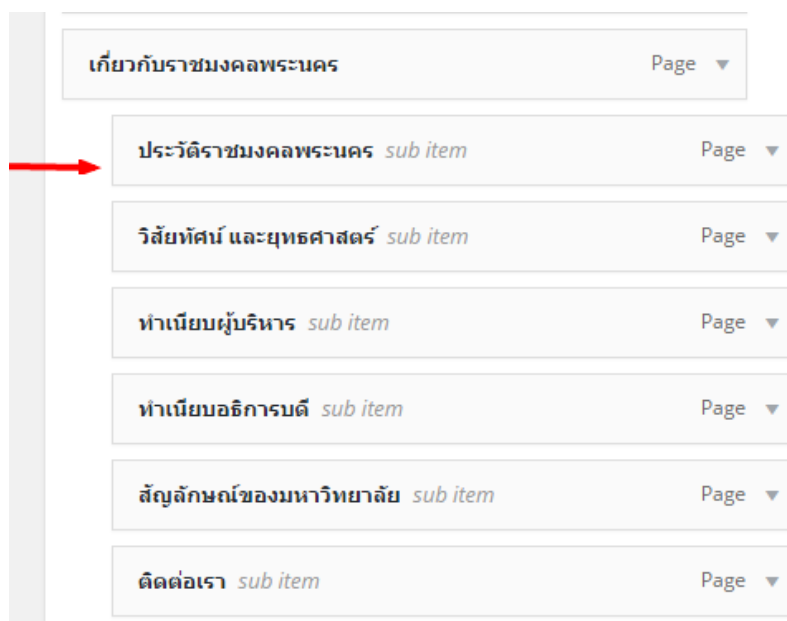 เกี่ยวกับราชมงคลพระนคร Page
ประวัติราชมงคลพระนคร sub item Page
วิสัยทัศน์ และยุทธศาสตร์ sub item Page
ทำเนียบผู้บริหาร sub item Page
ทำเนียบอธิการบดี sub item Page
สัญลักษณ์ของมหาวิทยาลัย sub item Page
ติดต่อเรา sub item Page